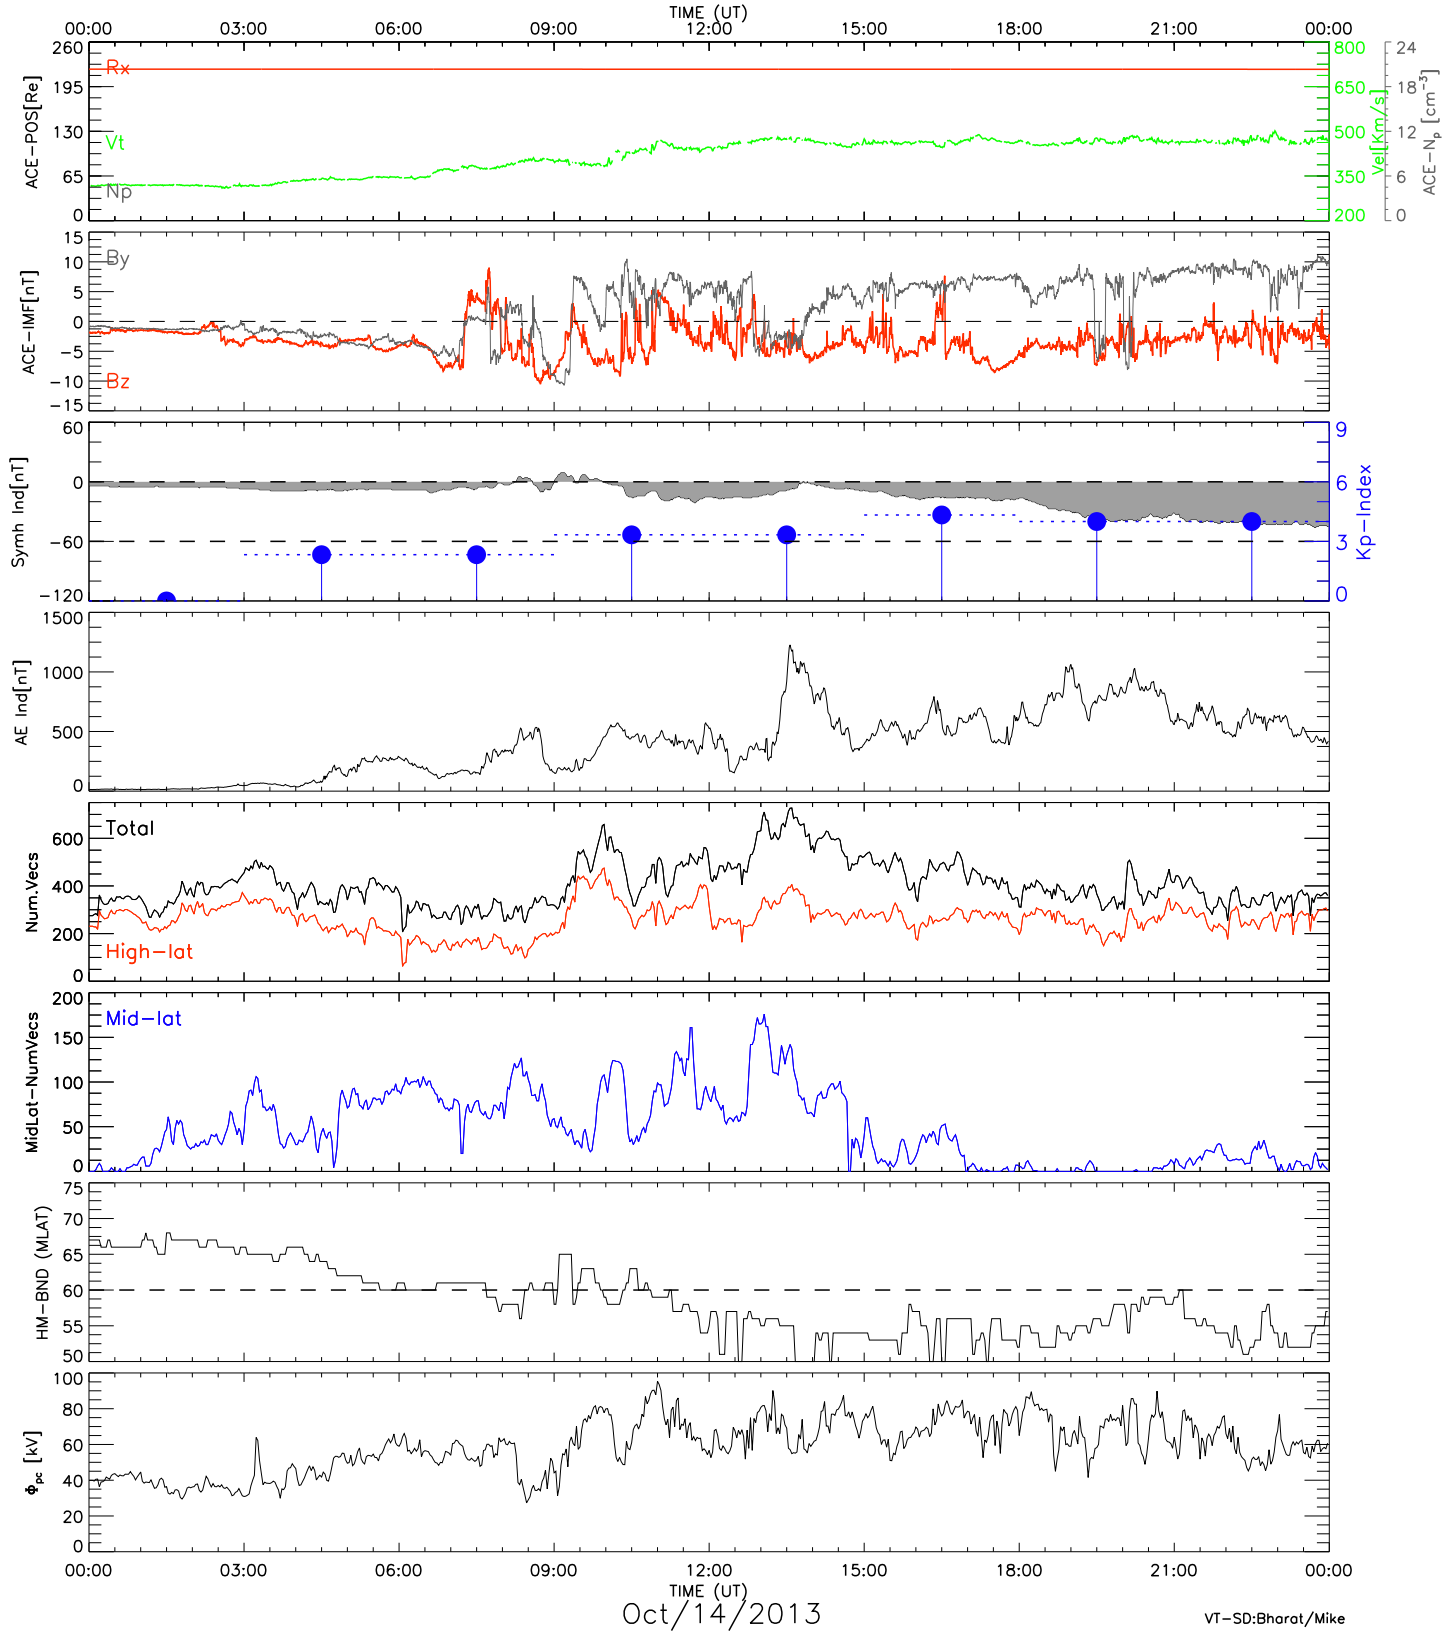 TIME (UT)
00:00 03:00 06:00 09:00 12:00 15:00 18:00 21:00 00:00
260 195 130 65 0
ACE-POS[Re]
Rx
Vt
Np
800 650 500 350 200
Vel[Km/s]
24 18 12 6 0
ACE-Np [cm⁻³]
15 10 5 0 -5 -10 -15
ACE-IMF[nT]
By
Bz
60 0 -60 -120
Symh Ind[nT]
9 6 3 0
Kp-Index
1500 1000 500 0
AE Ind[nT]
600 400 200 0
Num.Vecs
Total
High-lat
200 150 100 50 0
MidLat-NumVecs
Mid-lat
75 70 65 60 55 50
HM-BND (MLAT)
100 80 60 40 20 0
Φpc [kV]
00:00 03:00 06:00 09:00 12:00 15:00 18:00 21:00 00:00
TIME (UT)
Oct/14/2013
VT-SD:Bharat/Mike